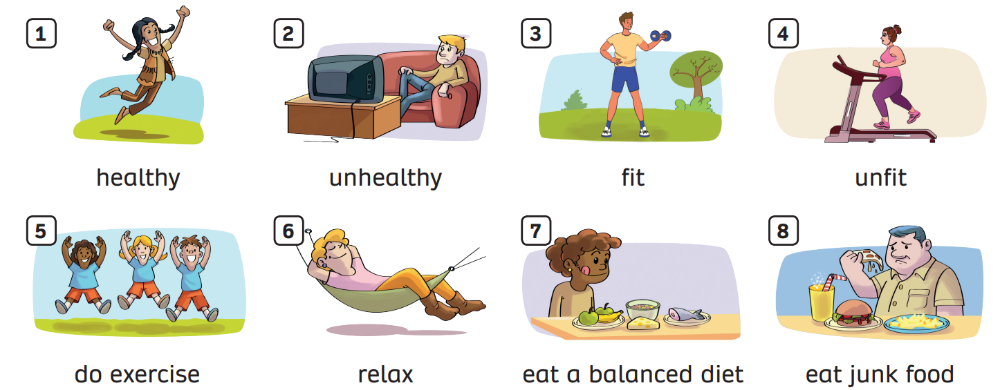 1
2
3
4
healthy
unhealthy
fit
unfit
5
6
7
8
do exercise
relax
eat a balanced diet
eat junk food